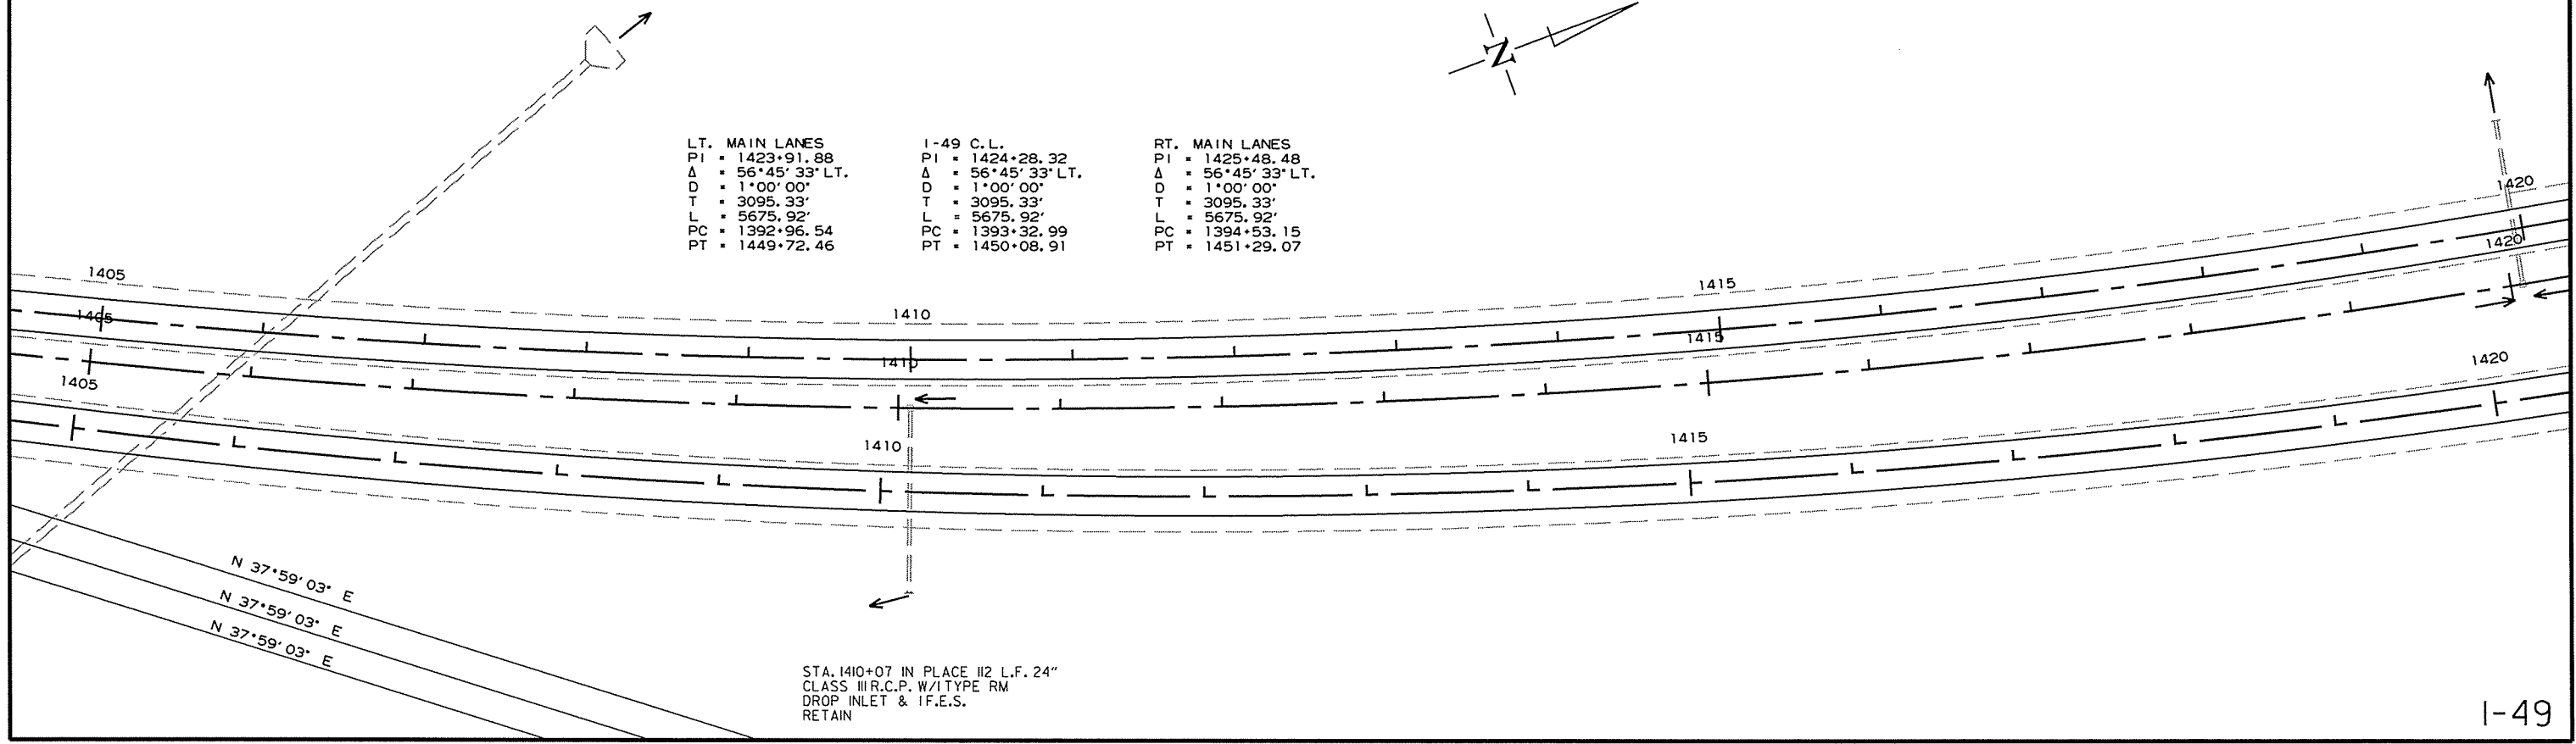 N
LT. MAIN LANES
PI = 1423+91.88
Δ = 56°45'33" LT.
D = 1°00'00"
T = 3095.33'
L = 5675.92'
PC = 1392+96.54
PT = 1449+72.46
I-49 C.L.
PI = 1424+28.32
Δ = 56°45'33" LT.
D = 1°00'00"
T = 3095.33'
L = 5675.92'
PC = 1393+32.99
PT = 1450+08.91
RT. MAIN LANES
PI = 1425+48.48
Δ = 56°45'33" LT.
D = 1°00'00"
T = 3095.33'
L = 5675.92'
PC = 1394+53.15
PT = 1451+29.07
1405
1410
1415
1420
1405
1410
1415
1420
1405
1410
1415
1420
N 37°59'03" E
N 37°59'03" E
N 37°59'03" E
STA. 1410+07 IN PLACE 112 L.F. 24"
CLASS III R.C.P. W/1 TYPE RM
DROP INLET & 1 F.E.S.
RETAIN
I-49